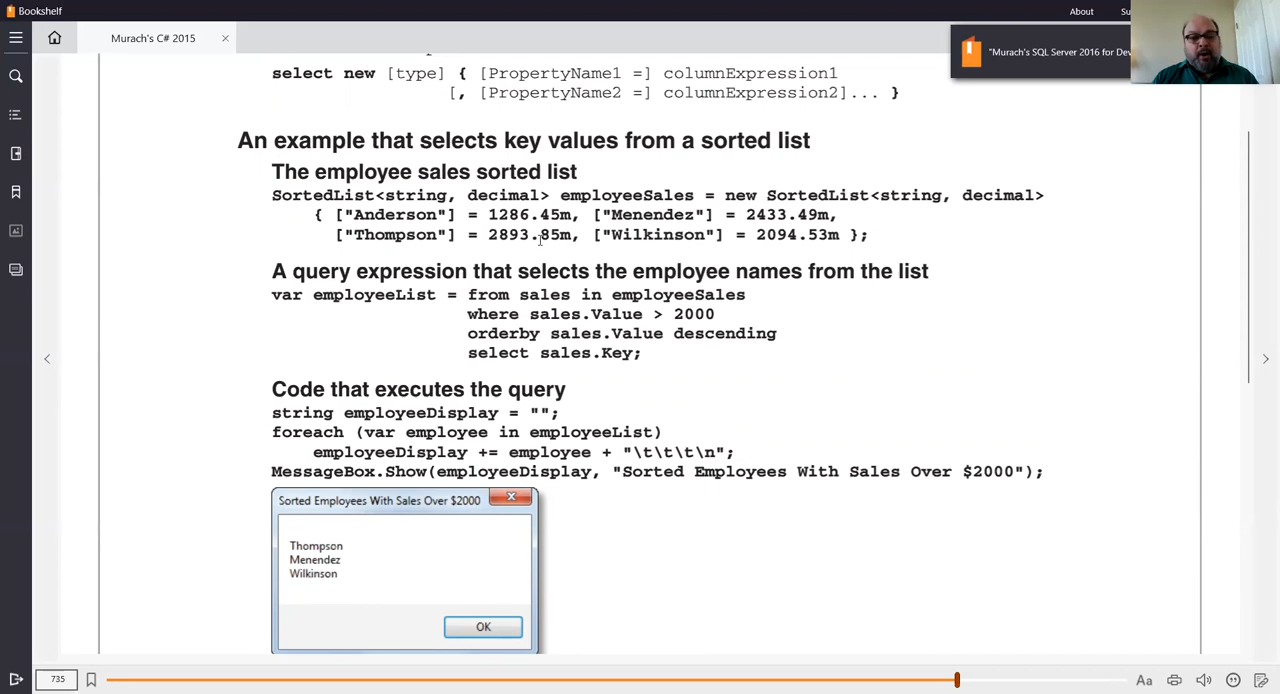 Bookshelf
About
Su
Murach's C# 2015
×
"Murach's SQL Server 2016 for Dev
select new [type] { [PropertyName1 =] columnExpression1
[, [PropertyName2 =] columnExpression2]... }
An example that selects key values from a sorted list
The employee sales sorted list
SortedList<string, decimal> employeeSales = new SortedList<string, decimal>
{ ["Anderson"] = 1286.45m, ["Menendez"] = 2433.49m,
["Thompson"] = 2893.85m, ["Wilkinson"] = 2094.53m };
A query expression that selects the employee names from the list
var employeeList = from sales in employeeSales
where sales.Value > 2000
orderby sales.Value descending
select sales.Key;
Code that executes the query
string employeeDisplay = "";
foreach (var employee in employeeList)
employeeDisplay += employee + "\t\t\t\n";
MessageBox.Show(employeeDisplay, "Sorted Employees With Sales Over $2000");
Sorted Employees With Sales Over $2000
Thompson
Menendez
Wilkinson
OK
735
Aa